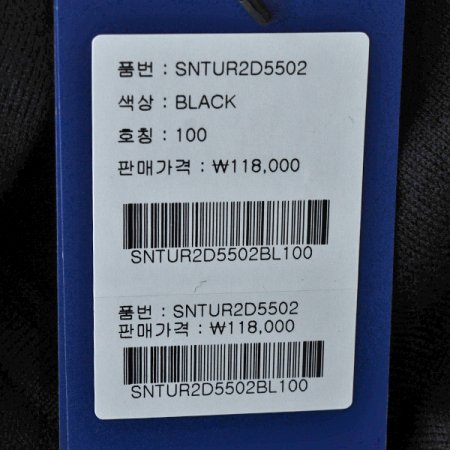 품번 : SNTUR2D5502
색상 : BLACK
호칭 : 100
판매가격 : ₩118,000
SNTUR2D5502BL100
품번 : SNTUR2D5502
판매가격 : ₩118,000
SNTUR2D5502BL100